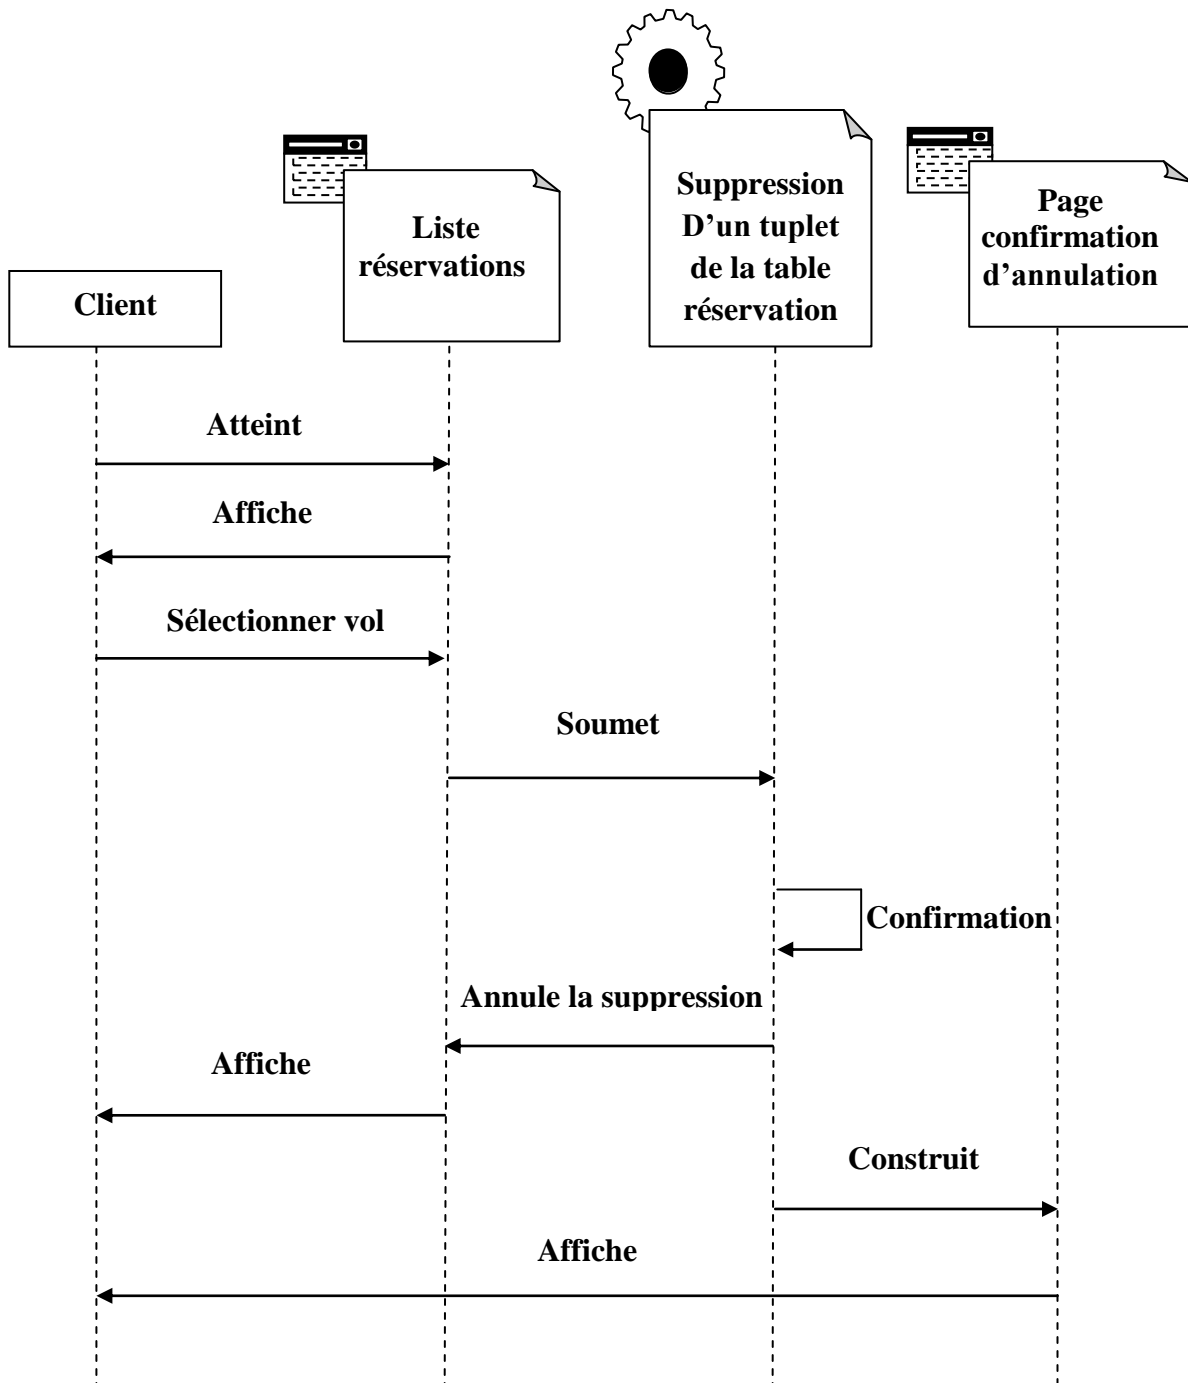 Client
Liste
réservations
Suppression
D’un tuplet
de la table
réservation
Page
confirmation
d’annulation
Atteint
Affiche
Sélectionner vol
Soumet
Confirmation
Annule la suppression
Affiche
Construit
Affiche